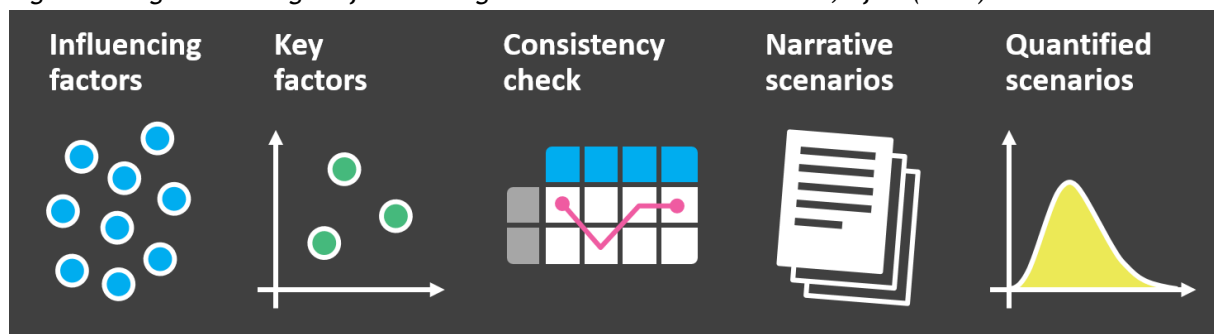 Influencing
factors
Key
factors
Consistency
check
Narrative
scenarios
Quantified
scenarios